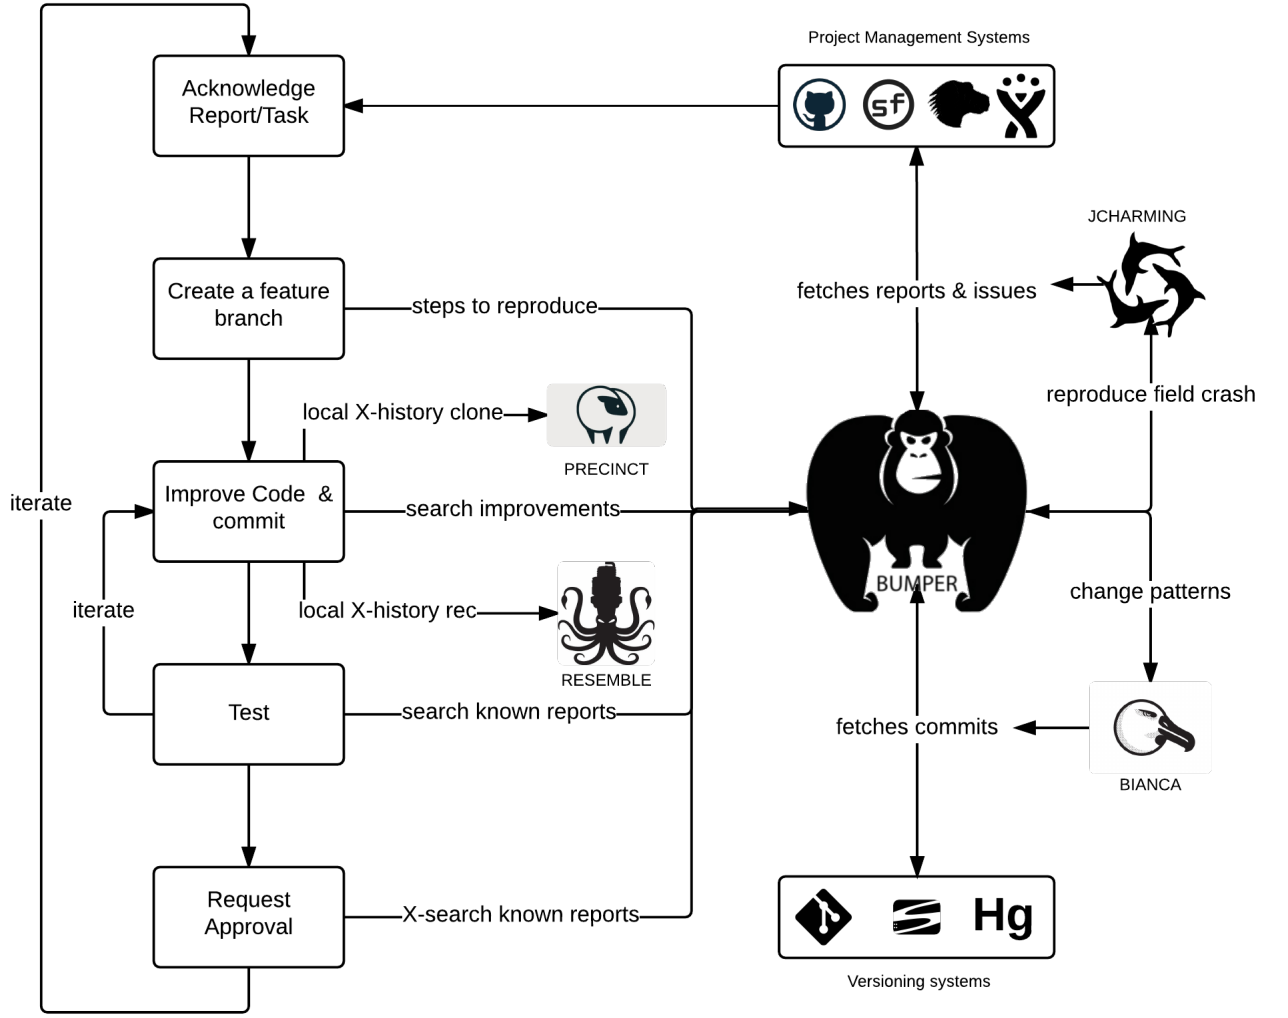 Project Management Systems
Acknowledge
Report/Task
sf
JCHARMING
Create a feature
branch
steps to reproduce
fetches reports & issues
local X-history clone
reproduce field crash
PRECINCT
iterate
Improve Code &
commit
search improvements
BUMPER
change patterns
iterate
local X-history rec
RESEMBLE
Test
search known reports
fetches commits
BIANCA
Request
Approval
X-search known reports
Hg
Versioning systems